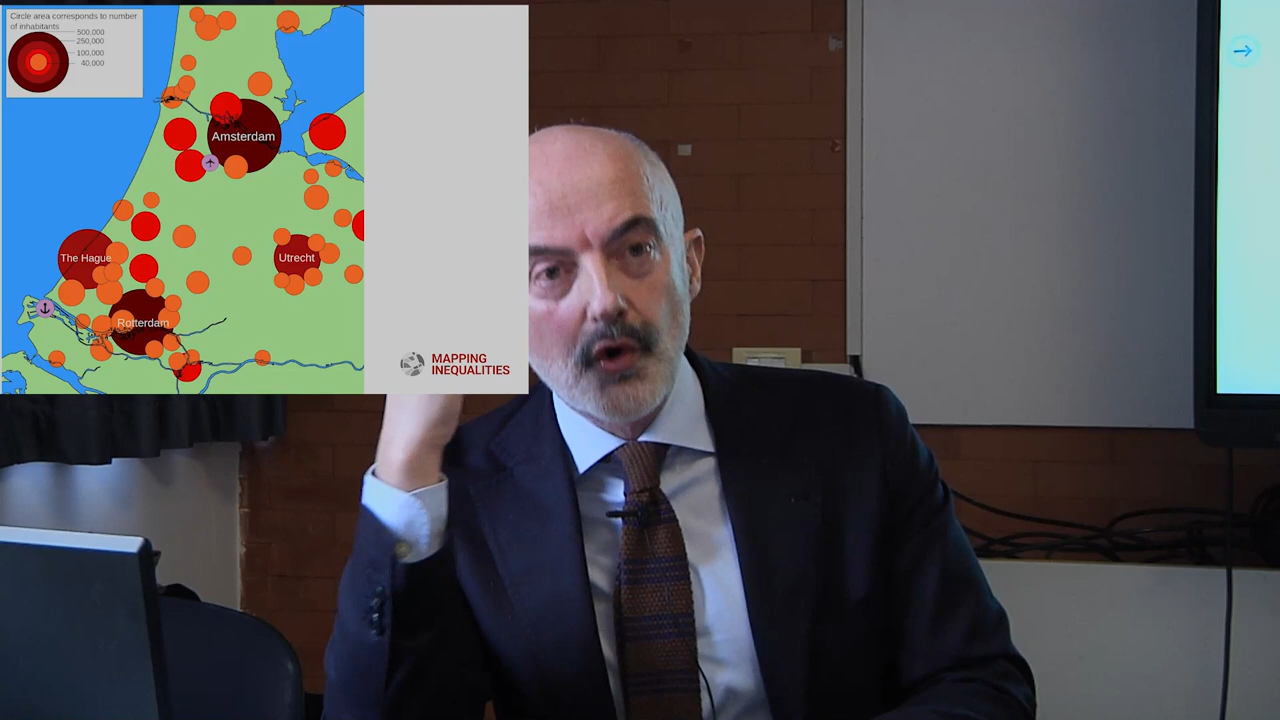 Circle area corresponds to number
of inhabitants
500,000
250,000
100,000
40,000
Amsterdam
The Hague
Utrecht
Rotterdam
MAPPING
INEQUALITIES